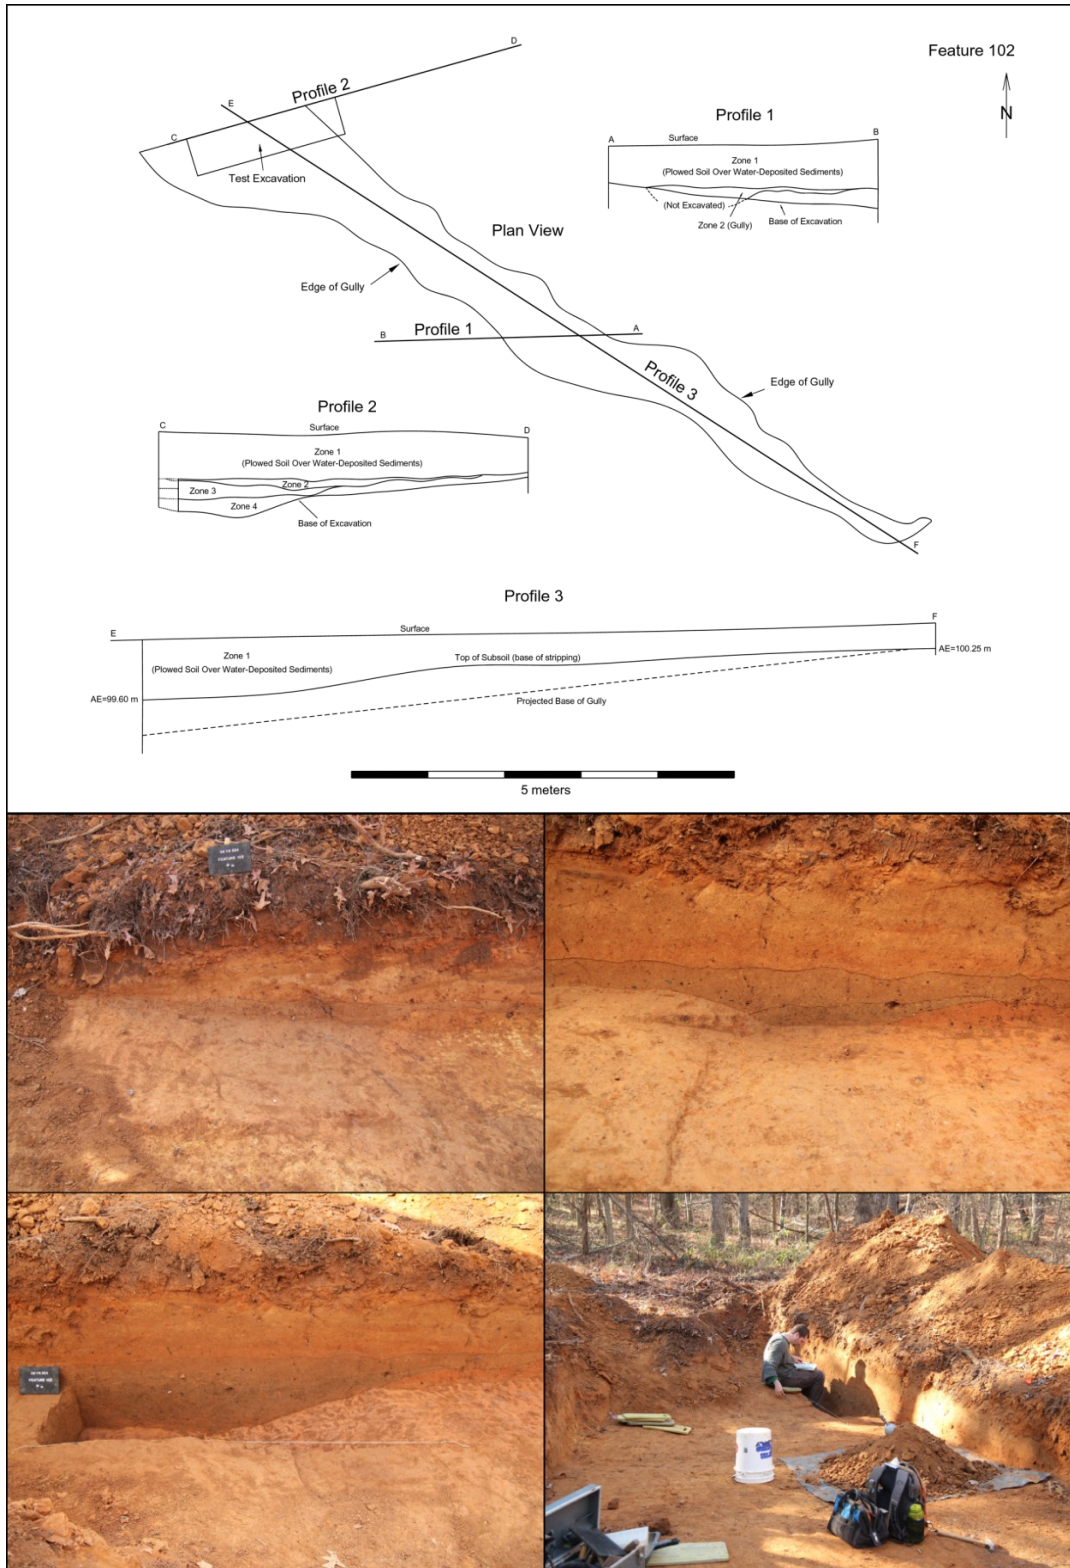 Feature 102
N
D
Profile 2
E
C
Test Excavation
Profile 1
A
B
Surface
Zone 1
(Plowed Soil Over Water-Deposited Sediments)
(Not Excavated)
Base of Excavation
Zone 2 (Gully)
Plan View
Edge of Gully
Profile 1
B
A
Profile 3
Edge of Gully
F
Profile 2
C
D
Surface
Zone 1
(Plowed Soil Over Water-Deposited Sediments)
Zone 2
Zone 3
Zone 4
Base of Excavation
Profile 3
E
F
Surface
Zone 1
(Plowed Soil Over Water-Deposited Sediments)
Top of Subsoil (base of stripping)
AE=100.25 m
AE=99.60 m
Projected Base of Gully
5 meters
FEATURE 102
FEATURE 102